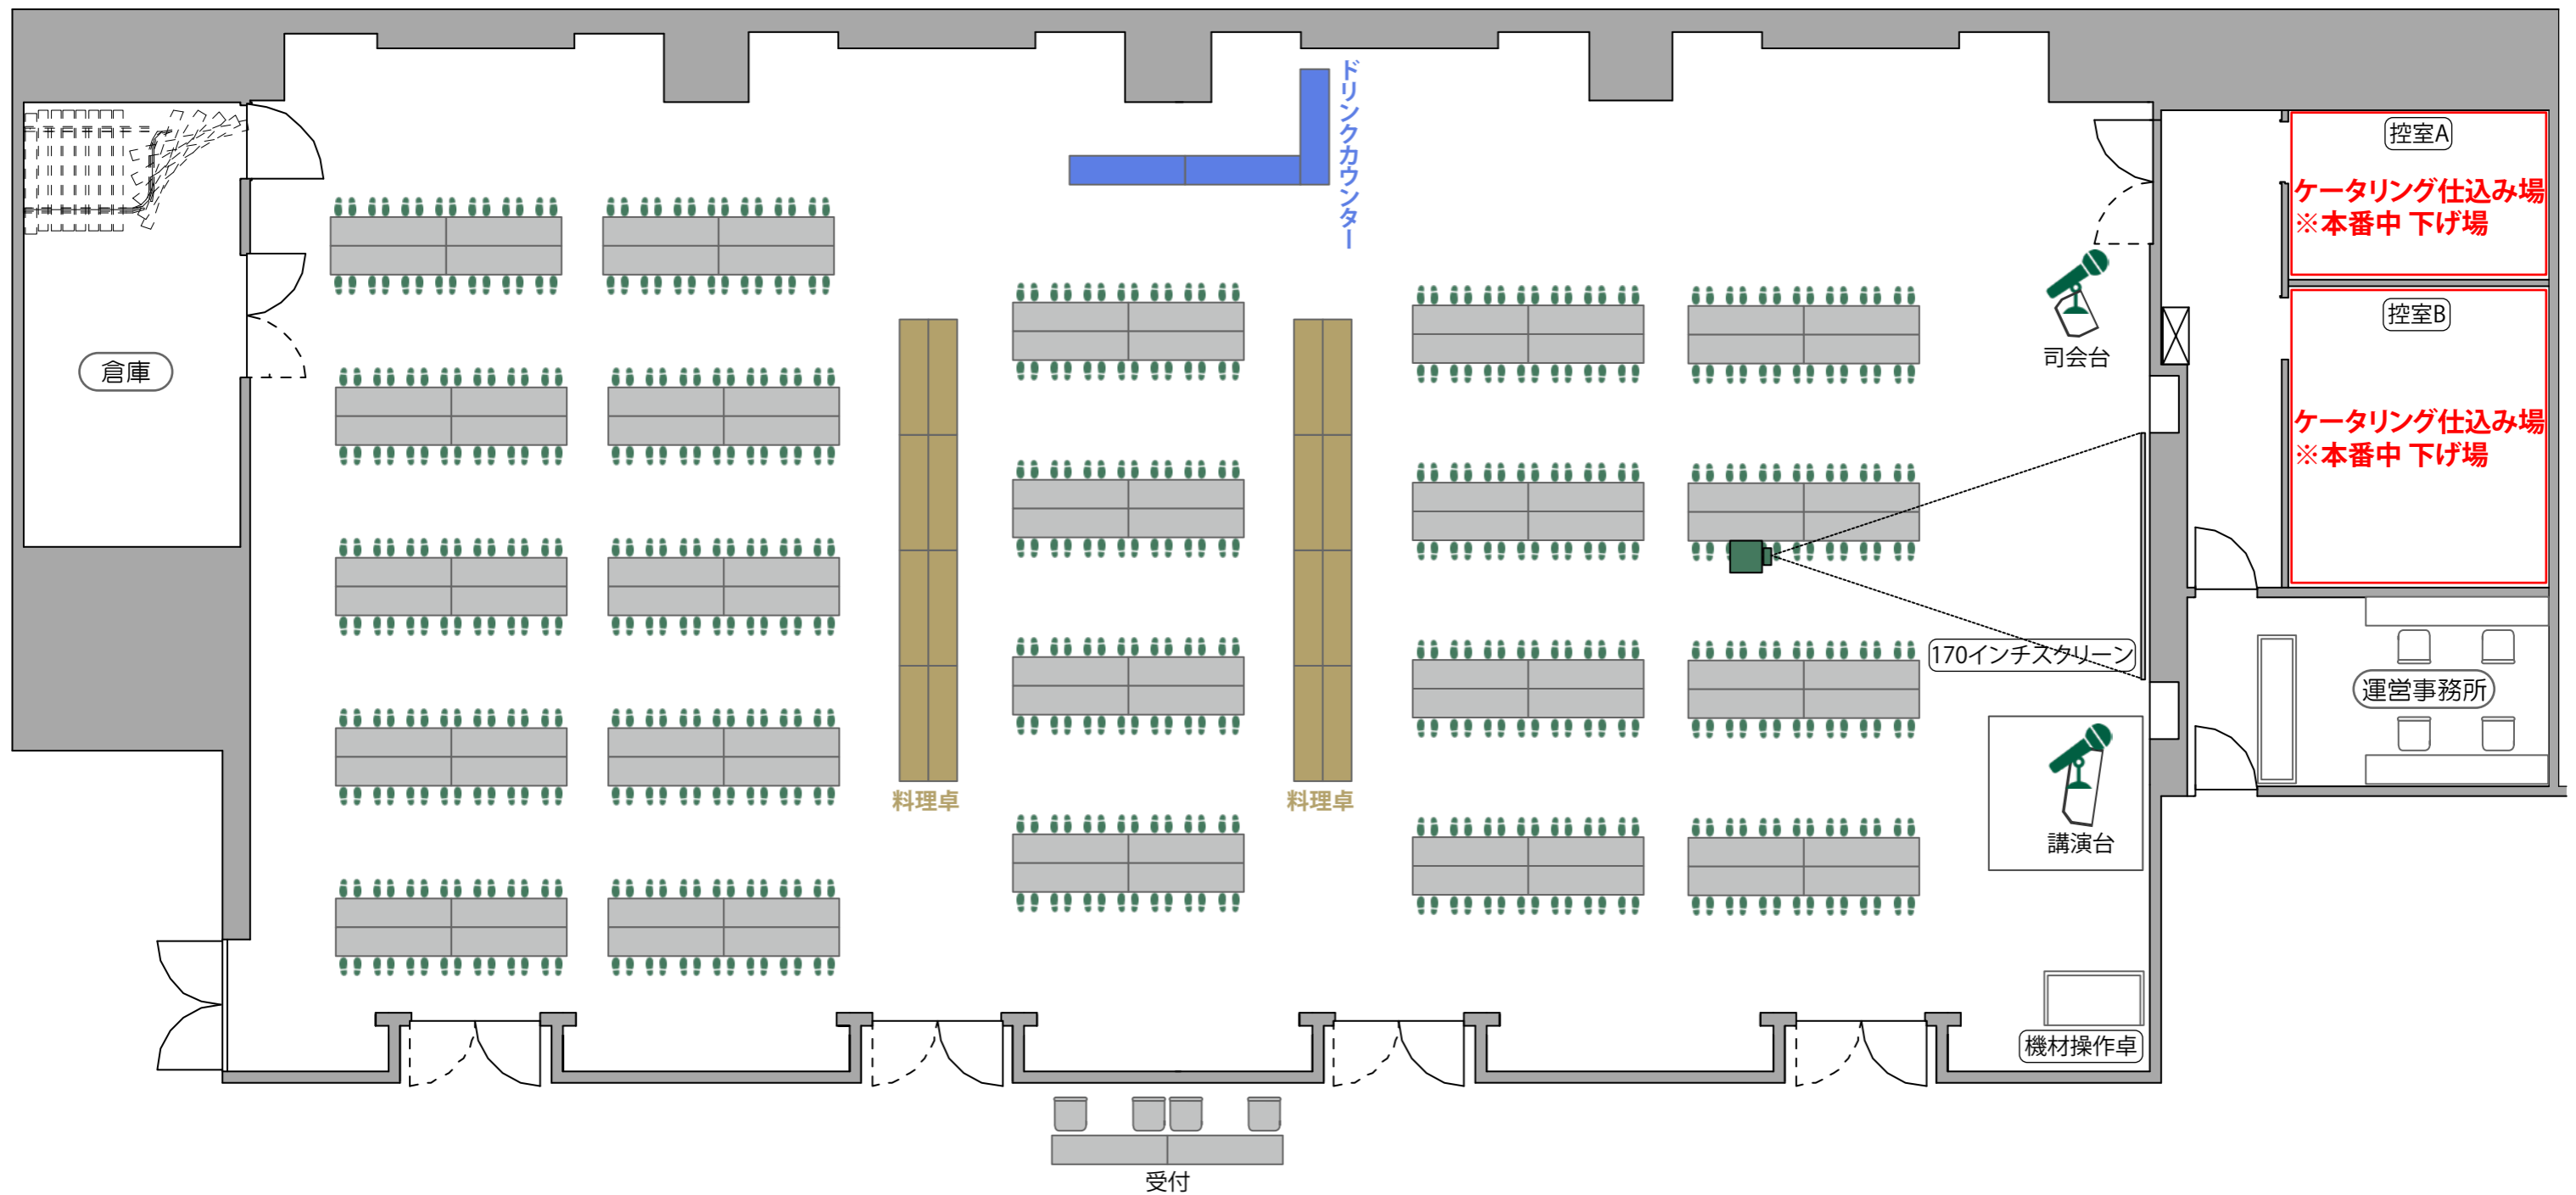 ドリンクカウンター
控室A
ケータリング仕込み場
※本番中 下げ場
控室B
ケータリング仕込み場
※本番中 下げ場
倉庫
司会台
170インチスクリーン
運営事務所
料理卓
料理卓
講演台
機材操作卓
受付